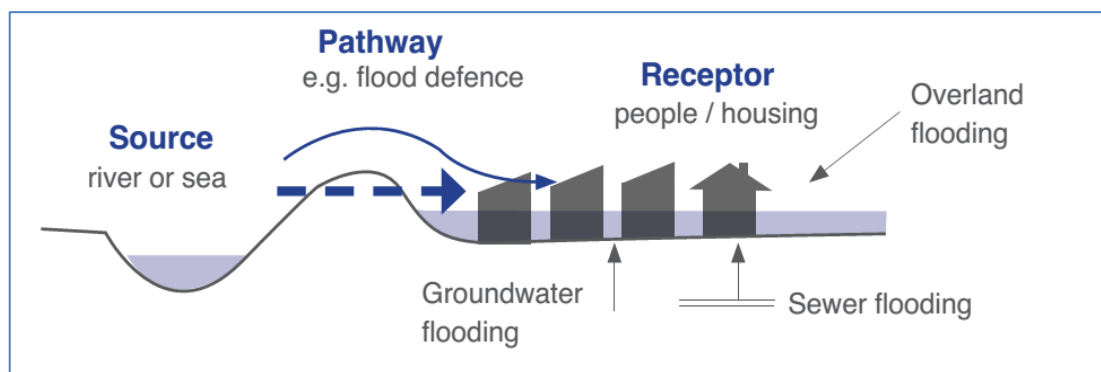 Pathway
e.g. flood defence
Receptor
people / housing
Overland
flooding
Source
river or sea
Groundwater
flooding
Sewer flooding